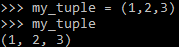 >>> my_tuple = (1,2,3)
>>> my_tuple
(1, 2, 3)